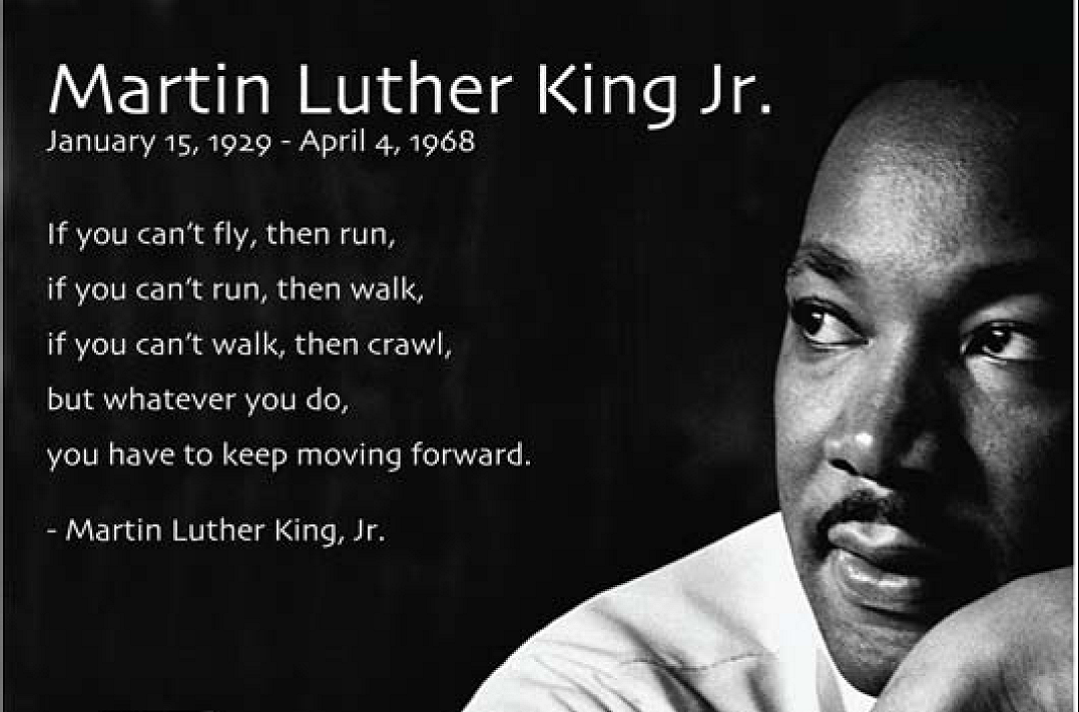 Martin Luther King Jr.
January 15, 1929 - April 4, 1968
If you can't fly, then run,
if you can't run, then walk,
if you can't walk, then crawl,
but whatever you do,
you have to keep moving forward.
- Martin Luther King, Jr.